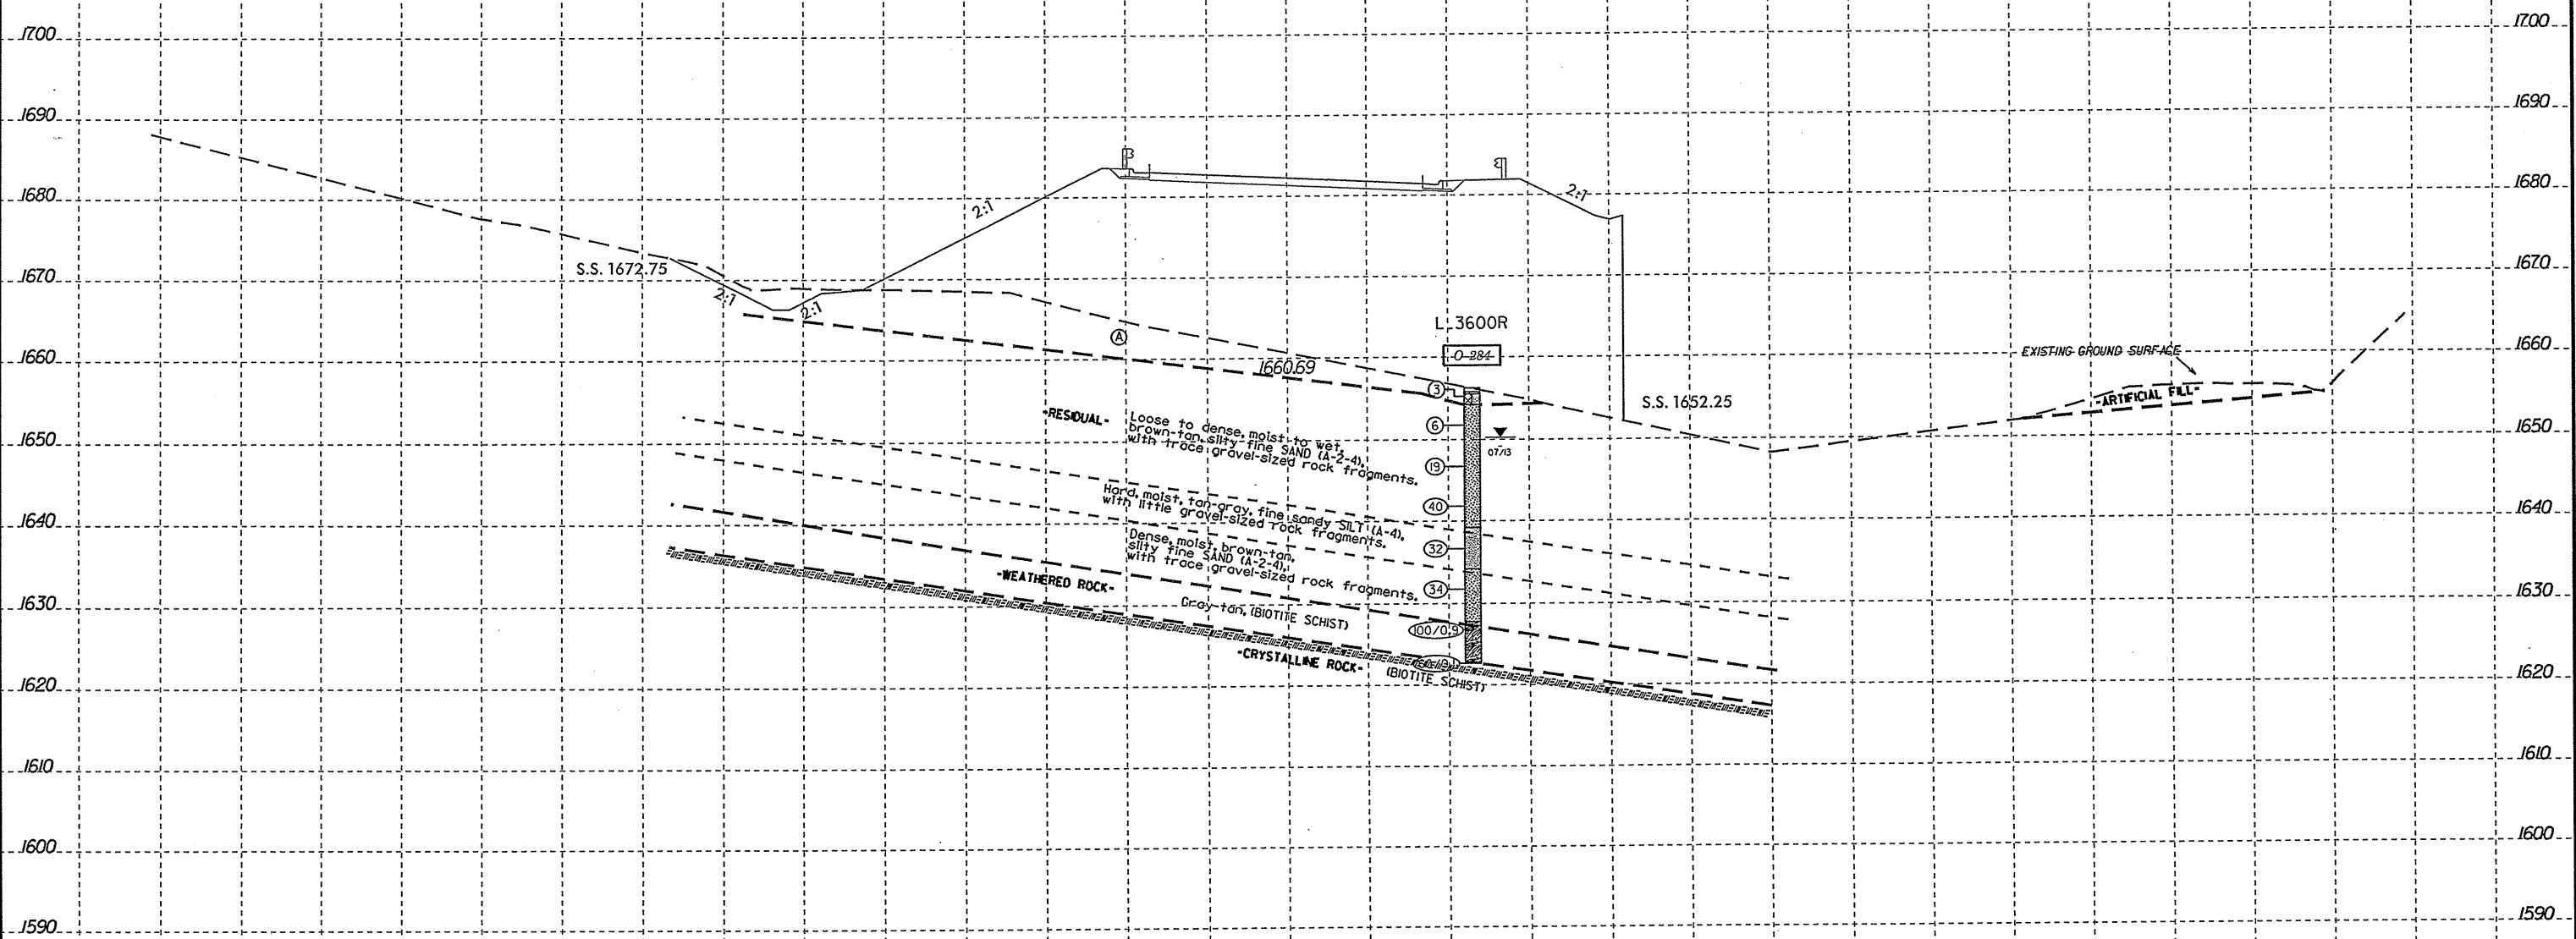 1700 1700
1690 1690
1680 1680
2:1
2:1
1670 1670
S.S. 1672.75
2:1
2:1
L_3600R
A
O-284
1660 1660
EXISTING GROUND SURFACE
1660.69
3
-ARTIFICIAL FILL-
S.S. 1652.25
-RESIDUAL-
Loose to dense, moist to wet,
brown-tan, silty fine SAND (A-2-4),
with trace gravel-sized rock fragments.
6
1650 1650
07/13
19
Hard, moist, tan-gray, fine sandy SILT (A-4),
with little gravel-sized rock fragments.
40
1640 1640
Dense, moist, brown-tan,
silty fine SAND (A-2-4),
with trace gravel-sized rock fragments.
32
-WEATHERED ROCK-
34
Gray-tan, (BIOTITE SCHIST)
1630 1630
100/0.9
-CRYSTALLINE ROCK-
(BIOTITE SCHIST)
1620 1620
1610 1610
1600 1600
1590 1590